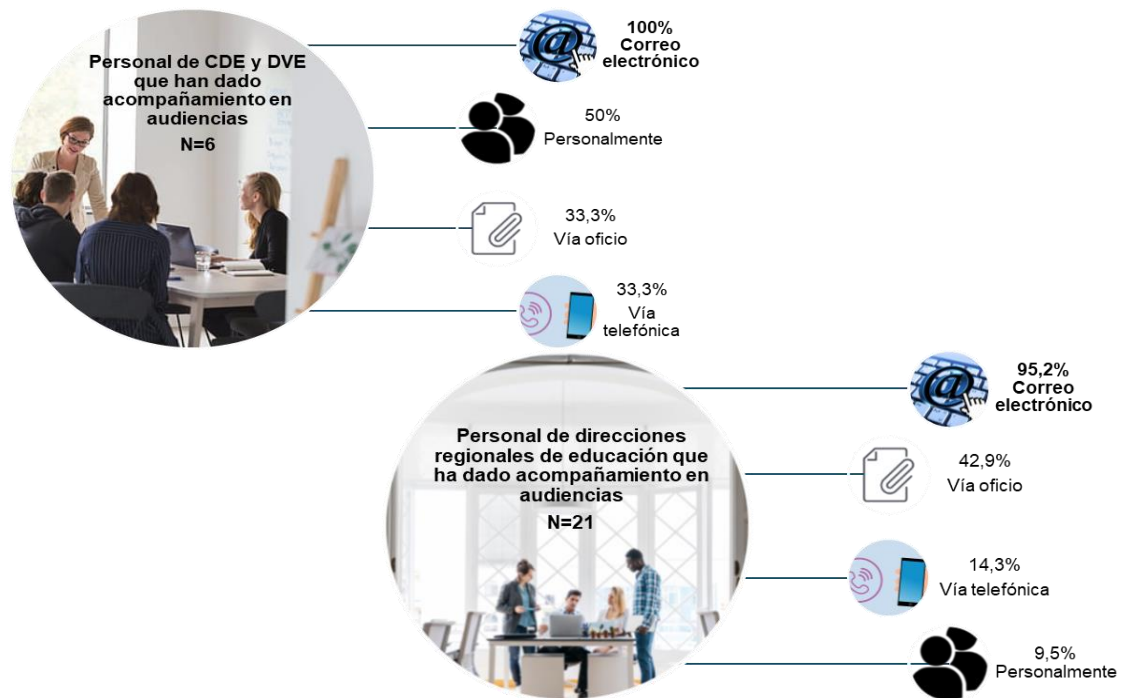 Personal de CDE y DVE
que han dado
acompañamiento en
audiencias
N=6
100%
Correo
electrónico
50%
Personalmente
33,3%
Vía oficio
33,3%
Vía
telefónica
Personal de direcciones
regionales de educación que
ha dado acompañamiento en
audiencias
N=21
95,2%
Correo
electrónico
42,9%
Vía oficio
14,3%
Vía telefónica
9,5%
Personalmente